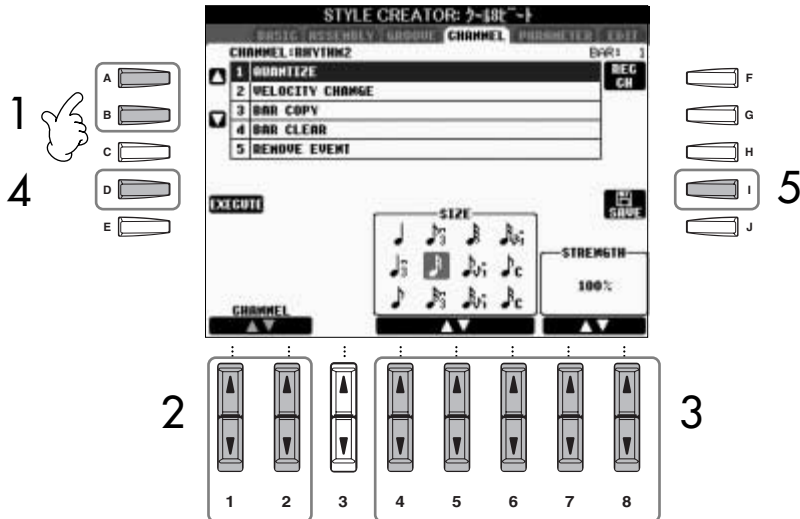 STYLE CREATOR: クール8ビート
BASIC ASSEMBLY GROOVE CHANNEL PARAMETER EDIT
CHANNEL:RHYTHM2 BAR: 1
1 QUANTIZE
2 VELOCITY CHANGE
3 BAR COPY
4 BAR CLEAR
5 REMOVE EVENT
REC CH
EXECUTE
SAVE
SIZE
STRENGTH
100%
CHANNEL
A
B
C
D
E
F
G
H
I
J
1
4
5
2
3
1 2 3 4 5 6 7 8